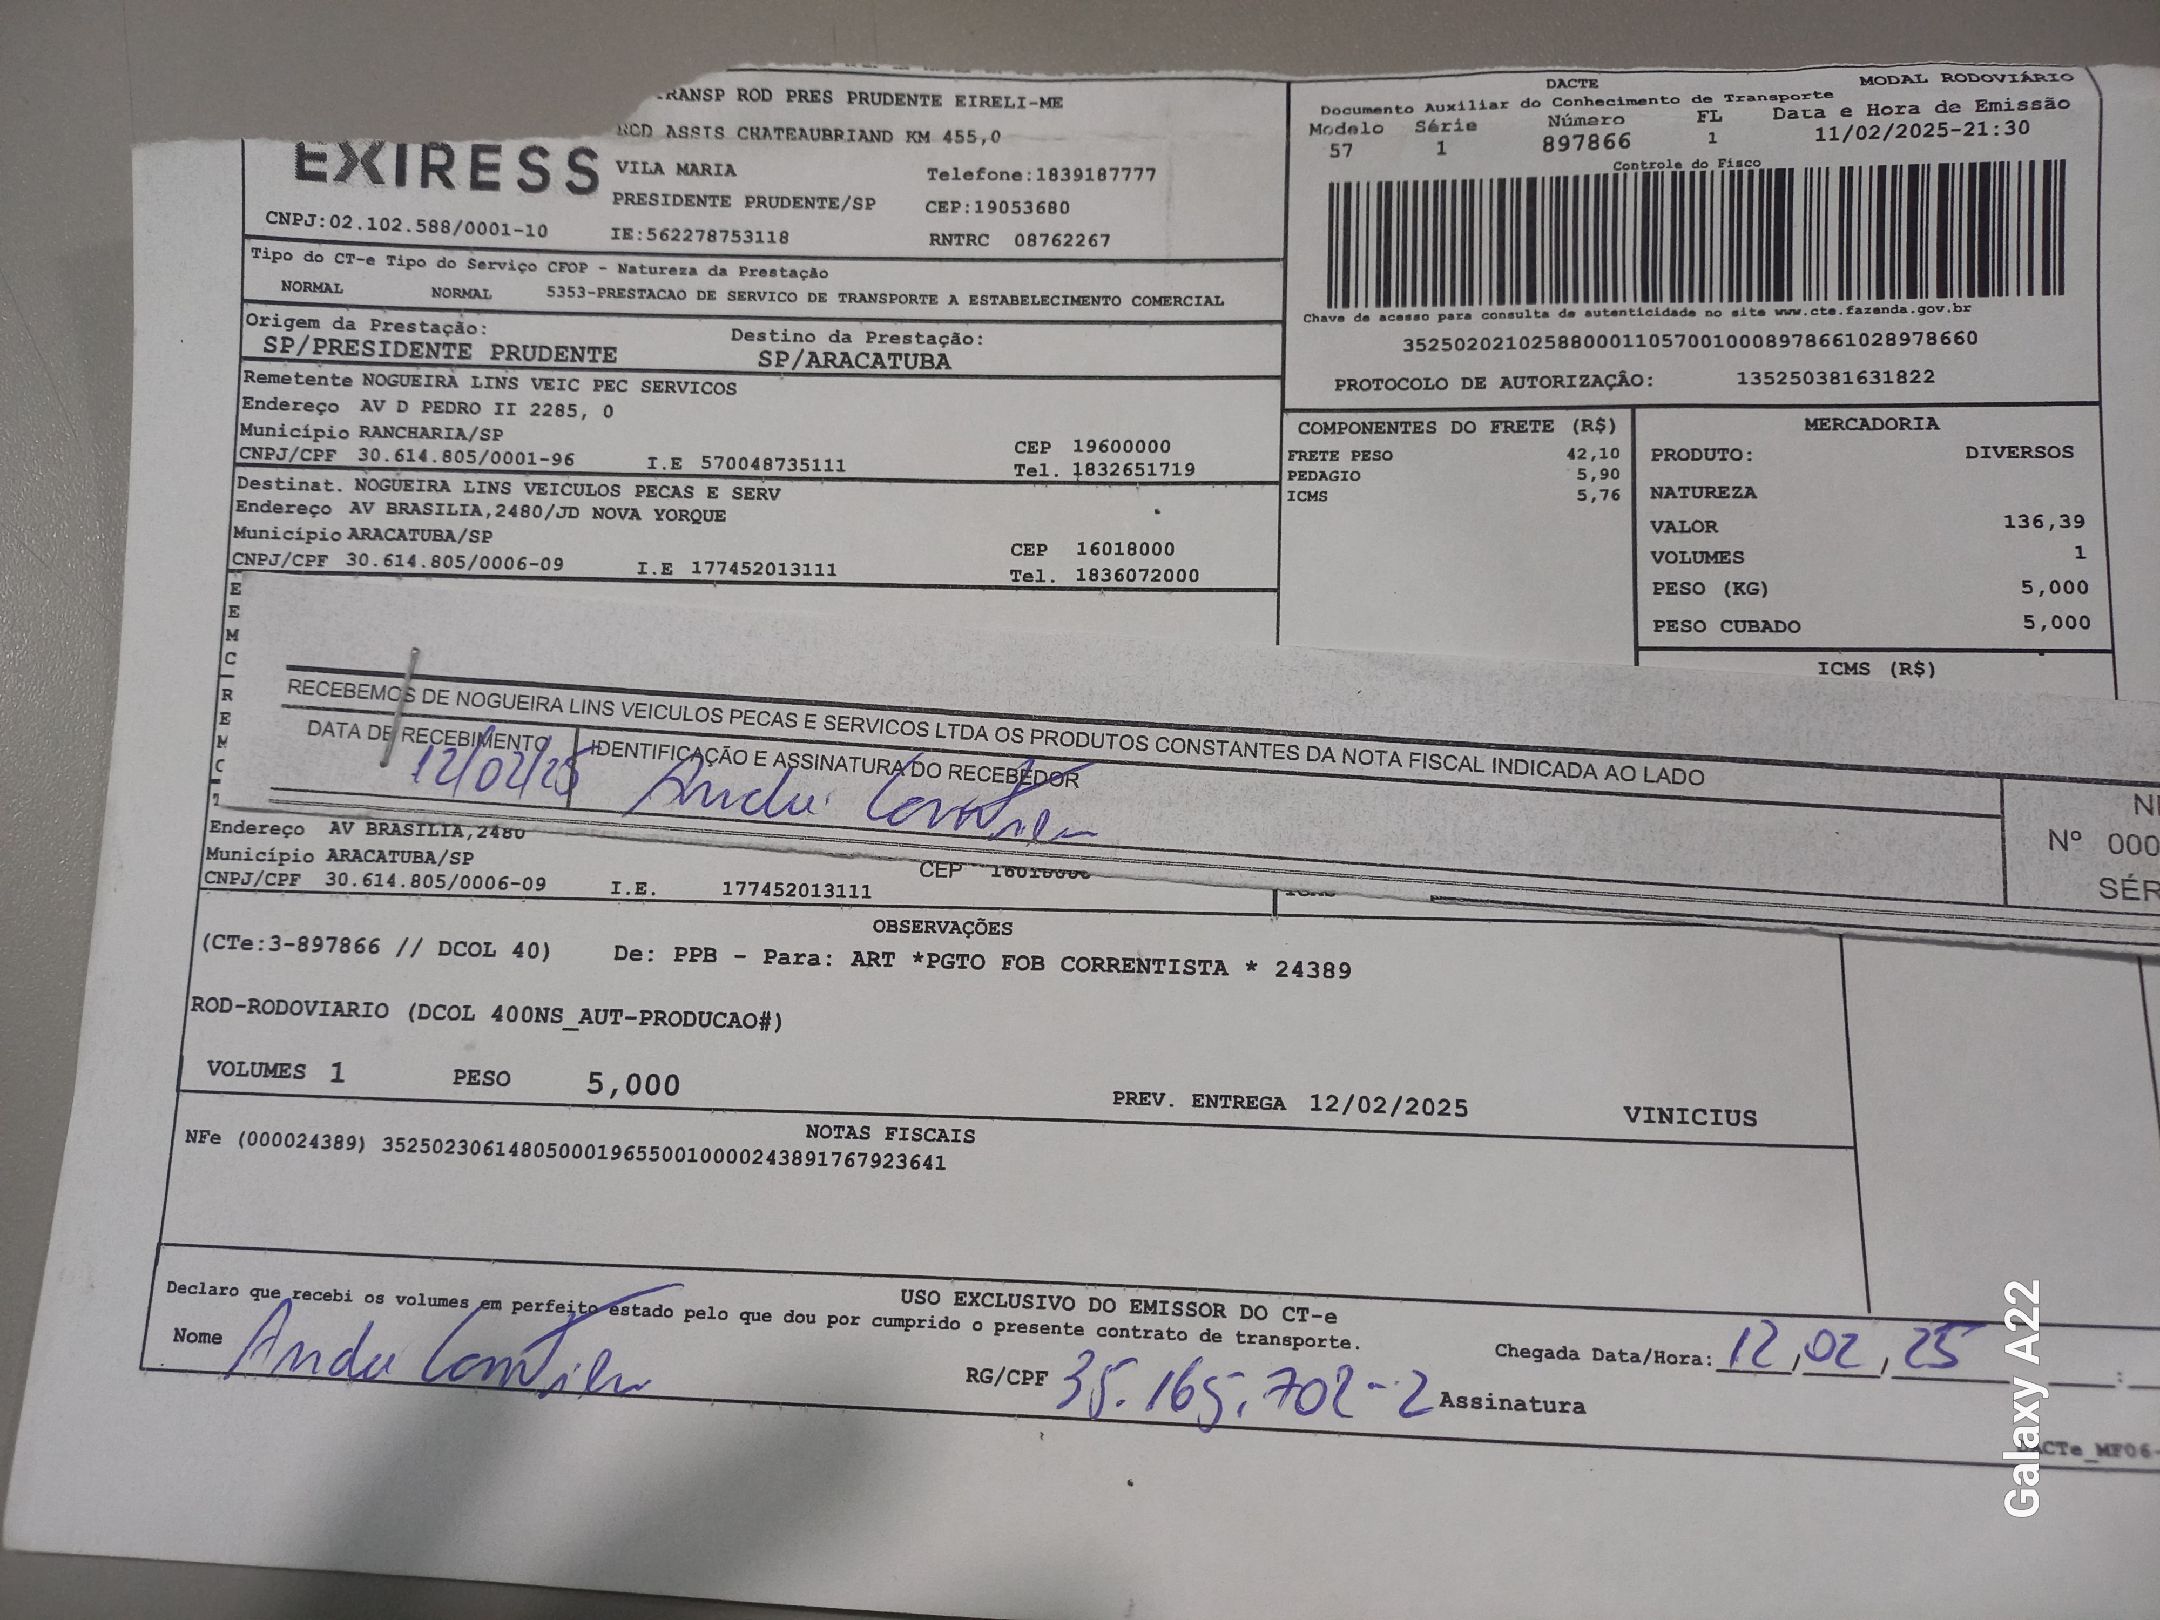 RANSP ROD PRES PRUDENTE EIRELI-ME
ROD ASSIS CHATEAUBRIAND KM 455,0
EXIRESS
VILA MARIA
Telefone:1839187777
PRESIDENTE PRUDENTE/SP
CEP:19053680
CNPJ:02.102.588/0001-10
IE:562278753118
RNTRC 08762267
DACTE
MODAL RODOVIÁRIO
Documento Auxiliar do Conhecimento de Transporte
Modelo Série Número FL Data e Hora de Emissão
57 1 897866 1 11/02/2025-21:30
Controle do Fisco
Chave de acesso para consulta de autenticidade no site www.cte.fazenda.gov.br
35250202102588000110570010008978661028978660
PROTOCOLO DE AUTORIZAÇÃO: 135250381631822
Tipo do CT-e Tipo do Serviço CFOP - Natureza da Prestação
NORMAL NORMAL 5353-PRESTACAO DE SERVICO DE TRANSPORTE A ESTABELECIMENTO COMERCIAL
Origem da Prestação: Destino da Prestação:
SP/PRESIDENTE PRUDENTE SP/ARACATUBA
Remetente NOGUEIRA LINS VEIC PEC SERVICOS
Endereço AV D PEDRO II 2285, 0
Município RANCHARIA/SP CEP 19600000
CNPJ/CPF 30.614.805/0001-96 I.E 570048735111 Tel. 1832651719
Destinat. NOGUEIRA LINS VEICULOS PECAS E SERV
Endereço AV BRASILIA,2480/JD NOVA YORQUE
Município ARACATUBA/SP CEP 16018000
CNPJ/CPF 30.614.805/0006-09 I.E 177452013111 Tel. 1836072000
COMPONENTES DO FRETE (R$)
FRETE PESO 42,10
PEDAGIO 5,90
ICMS 5,76
MERCADORIA
PRODUTO: DIVERSOS
NATUREZA
VALOR 136,39
VOLUMES 1
PESO (KG) 5,000
PESO CUBADO 5,000
ICMS (R$)
E
E
M
C
R
E
M
C
RECEBEMOS DE NOGUEIRA LINS VEICULOS PECAS E SERVICOS LTDA OS PRODUTOS CONSTANTES DA NOTA FISCAL INDICADA AO LADO
DATA DE RECEBIMENTO IDENTIFICAÇÃO E ASSINATURA DO RECEBEDOR
12/02/25
Nº 000
SÉR
Endereço AV BRASILIA,2480
Município ARACATUBA/SP CEP 16018000
CNPJ/CPF 30.614.805/0006-09 I.E. 177452013111
OBSERVAÇÕES
(CTe:3-897866 // DCOL 40) De: PPB - Para: ART *PGTO FOB CORRENTISTA * 24389
ROD-RODOVIARIO (DCOL 400NS_AUT-PRODUCAO#)
VOLUMES 1 PESO 5,000 PREV. ENTREGA 12/02/2025 VINICIUS
NOTAS FISCAIS
NFe (000024389) 35250230614805000196550010000243891767923641
USO EXCLUSIVO DO EMISSOR DO CT-e
Declaro que recebi os volumes em perfeito estado pelo que dou por cumprido o presente contrato de transporte.
Nome RG/CPF 35.165.702-2 Assinatura
Chegada Data/Hora: 12,02,25 :
DACTe_MF06-
Galaxy A22